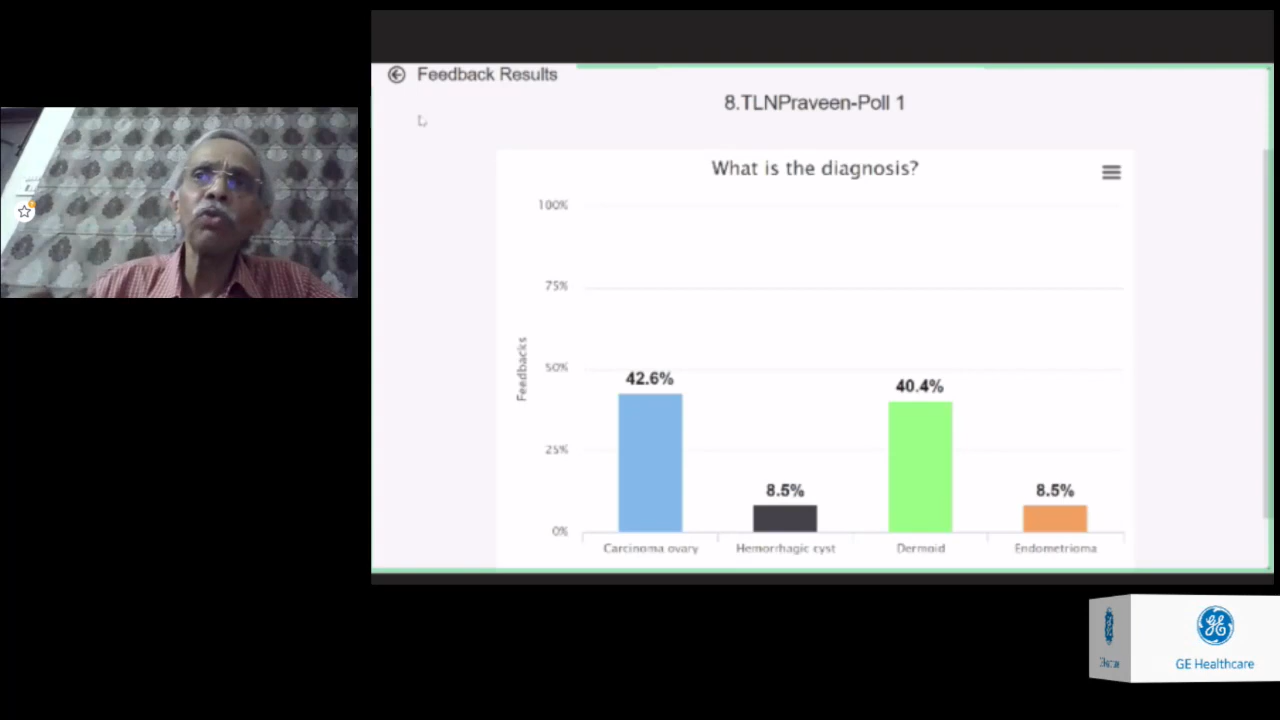 Feedback Results
8.TLNPraveen-Poll 1
What is the diagnosis?
100%
75%
50%
25%
0%
Feedbacks
42.6%
8.5%
40.4%
8.5%
Carcinoma ovary
Hemorrhagic cyst
Dermoid
Endometrioma
GE Healthcare